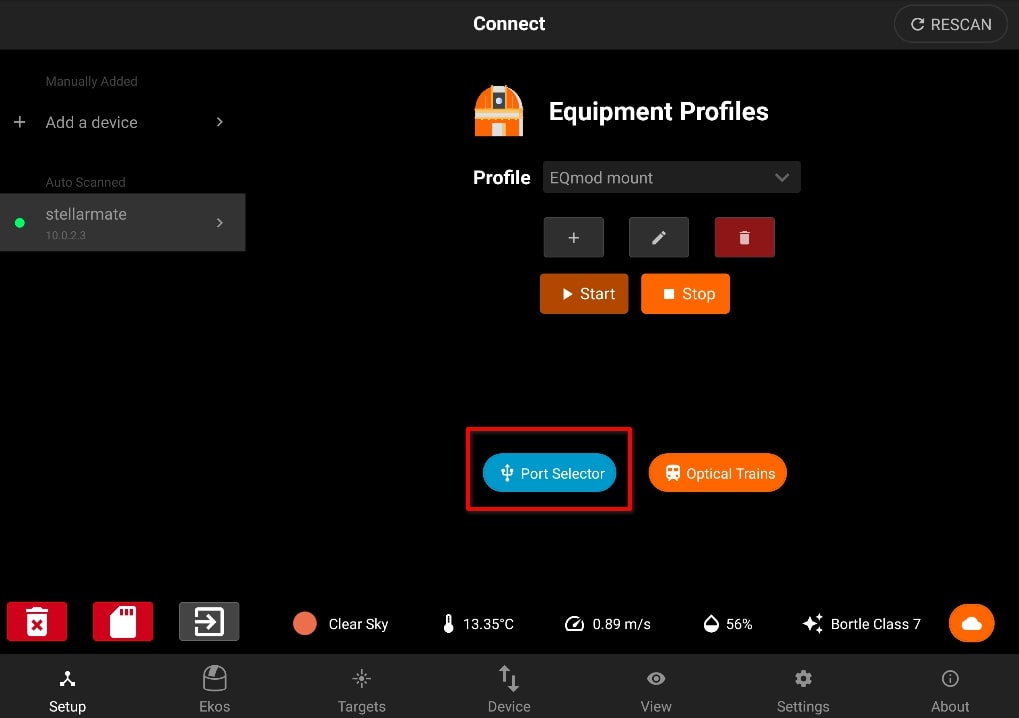 Connect
RESCAN
Manually Added
Add a device
Auto Scanned
stellarmate
10.0.2.3
Equipment Profiles
Profile
EQmod mount
Start
Stop
Port Selector
Optical Trains
Clear Sky
13.35°C
0.89 m/s
56%
Bortle Class 7
Setup
Ekos
Targets
Device
View
Settings
About